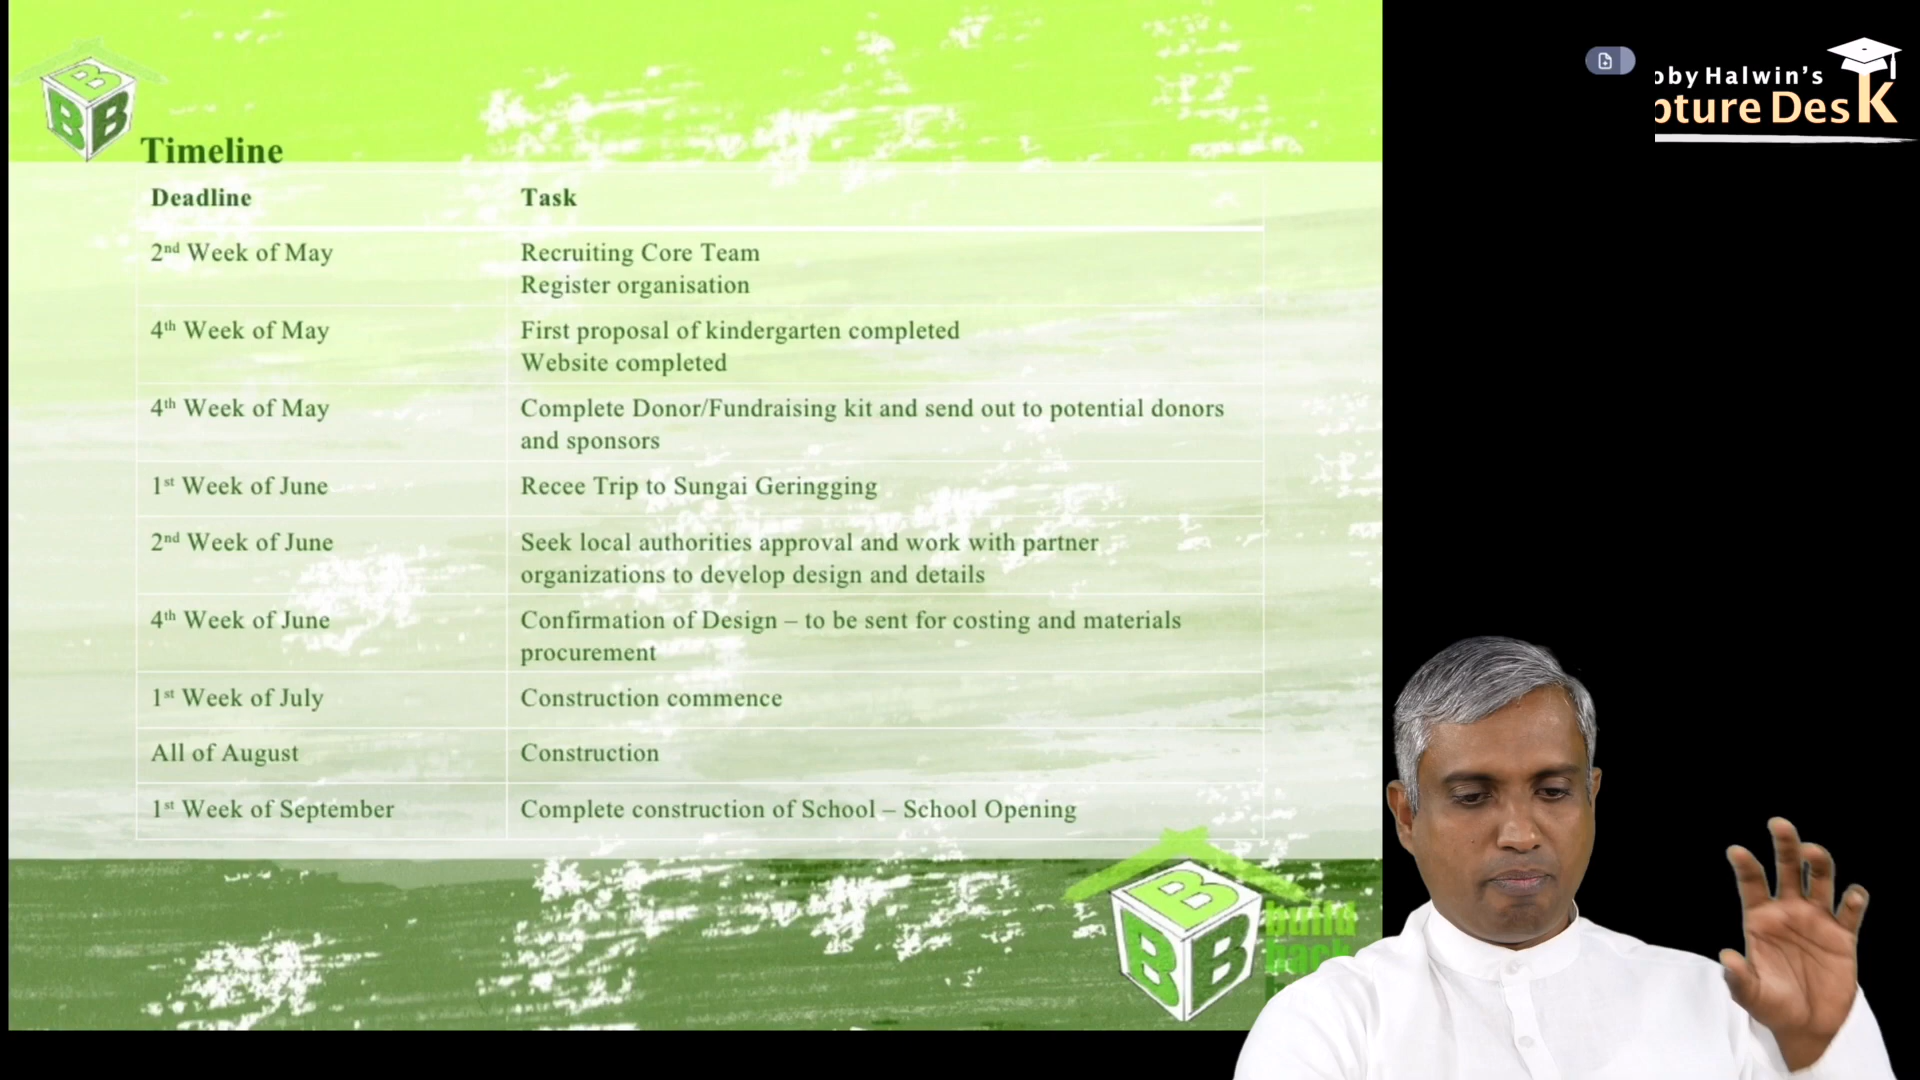 B
B B
Timeline
Deadline Task
2nd Week of May Recruiting Core Team
Register organisation
4th Week of May First proposal of kindergarten completed
Website completed
4th Week of May Complete Donor/Fundraising kit and send out to potential donors
and sponsors
1st Week of June Recee Trip to Sungai Geringging
2nd Week of June Seek local authorities approval and work with partner
organizations to develop design and details
4th Week of June Confirmation of Design – to be sent for costing and materials
procurement
1st Week of July Construction commence
All of August Construction
1st Week of September Complete construction of School – School Opening
B
B B
build
back
oby Halwin's
pture DesK